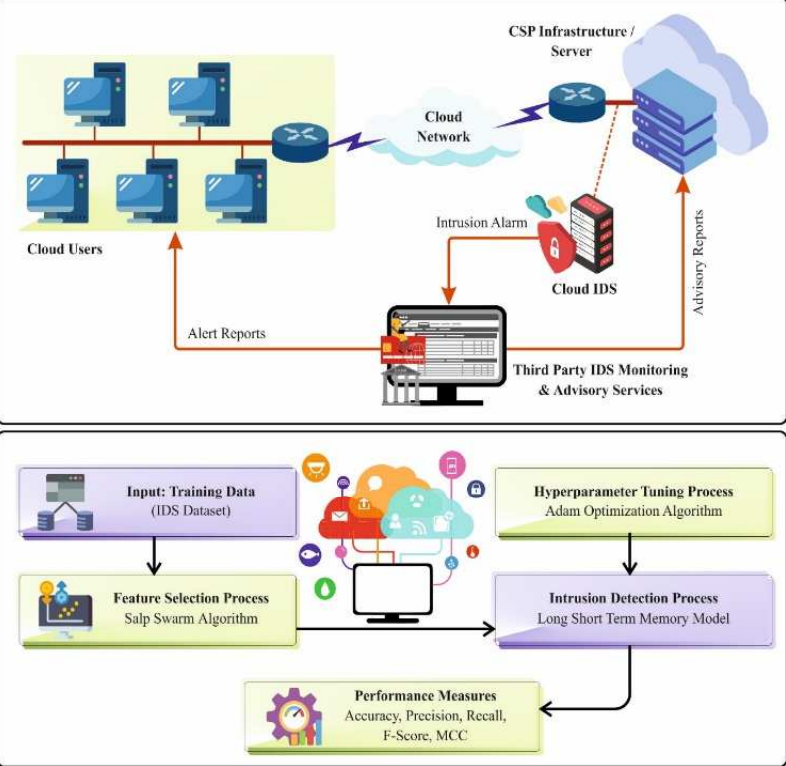 CSP Infrastructure /
Server
Cloud
Network
Cloud Users
Intrusion Alarm
Cloud IDS
Advisory Reports
Alert Reports
Third Party IDS Monitoring
& Advisory Services
Input: Training Data
(IDS Dataset)
Hyperparameter Tuning Process
Adam Optimization Algorithm
Feature Selection Process
Salp Swarm Algorithm
Intrusion Detection Process
Long Short Term Memory Model
Performance Measures
Accuracy, Precision, Recall,
F-Score, MCC